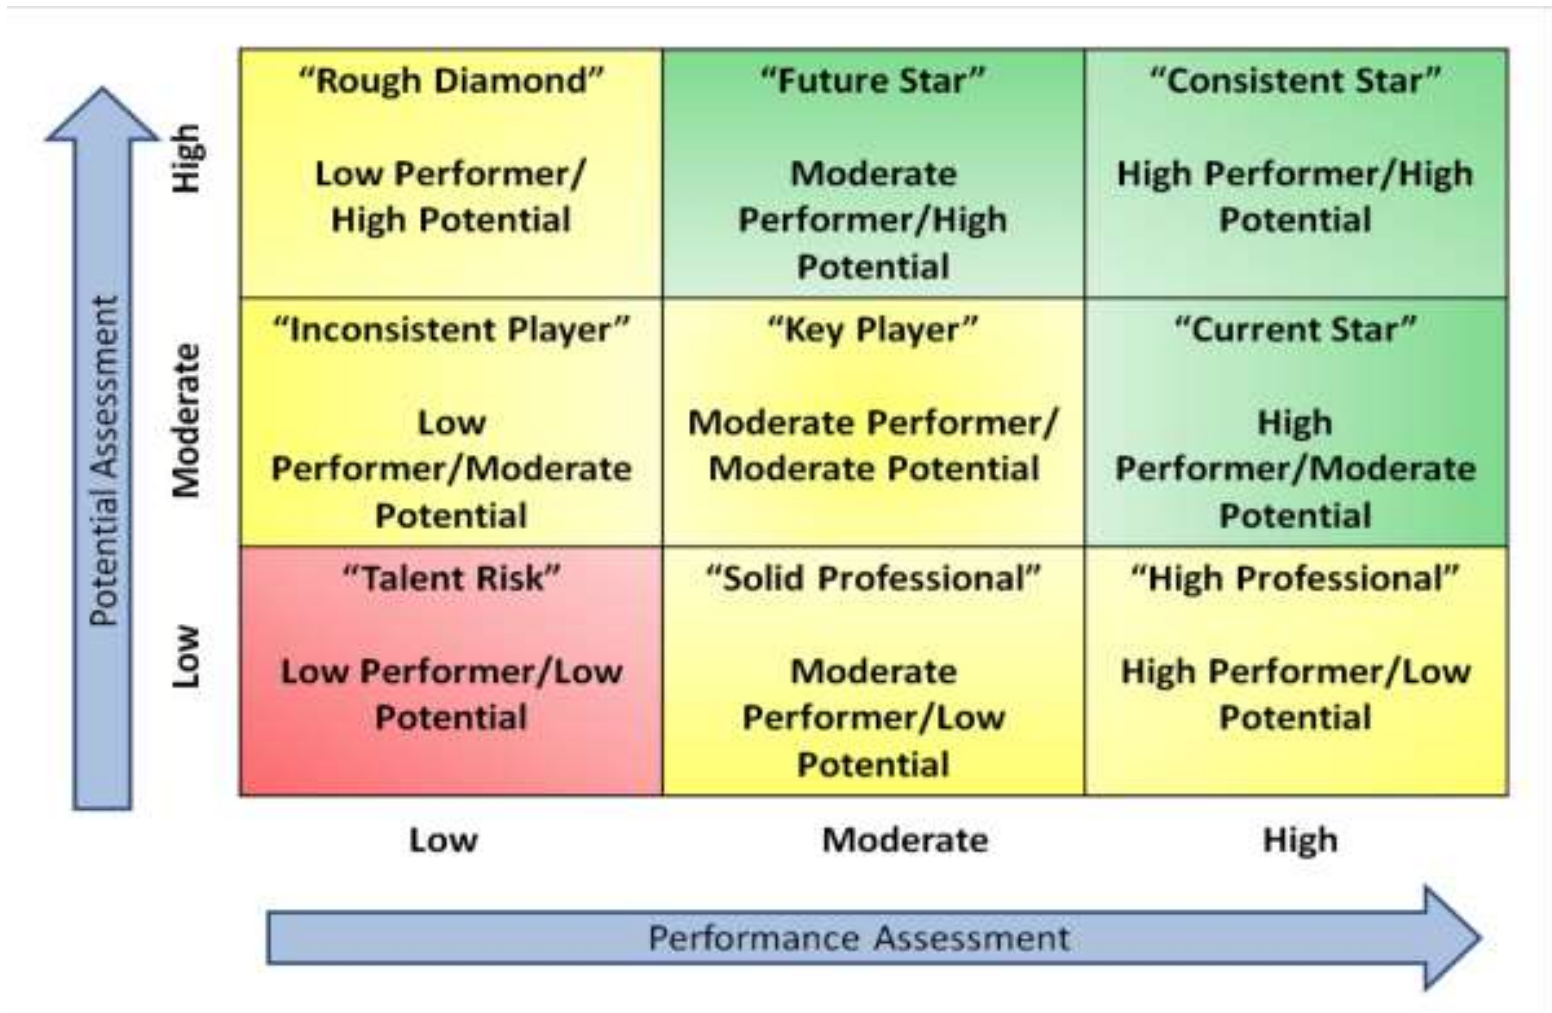 “Rough Diamond”
Low Performer/
High Potential
“Future Star”
Moderate
Performer/High
Potential
“Consistent Star”
High Performer/High
Potential
“Inconsistent Player”
Low
Performer/Moderate
Potential
“Key Player”
Moderate Performer/
Moderate Potential
“Current Star”
High
Performer/Moderate
Potential
“Talent Risk”
Low Performer/Low
Potential
“Solid Professional”
Moderate
Performer/Low
Potential
“High Professional”
High Performer/Low
Potential
Potential Assessment
High
Moderate
Low
Low
Moderate
High
Performance Assessment